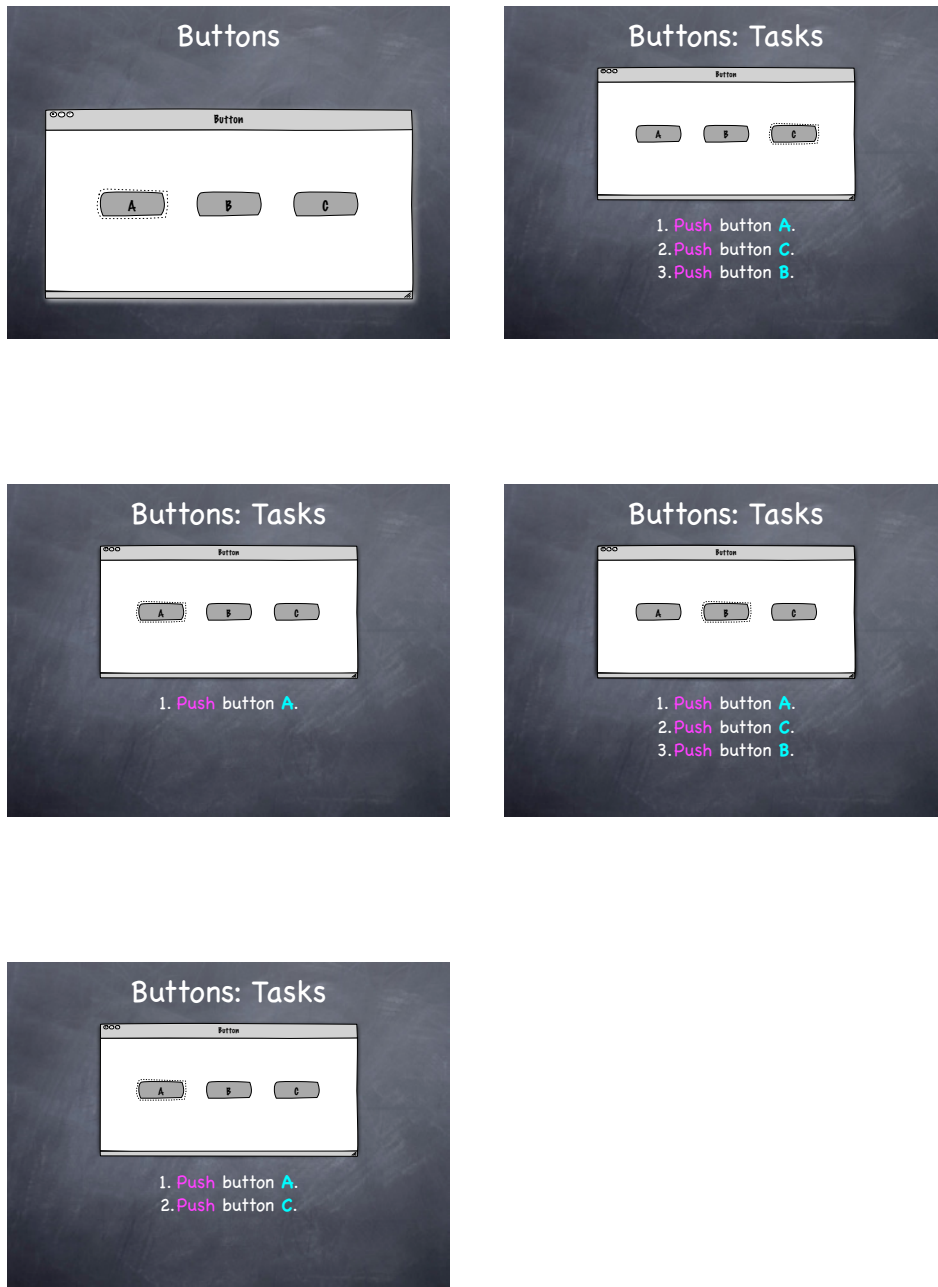 Buttons
Button
A B C
Buttons: Tasks
Button
A B C
1. Push button A.
Buttons: Tasks
Button
A B C
1. Push button A.
2. Push button C.
Buttons: Tasks
Button
A B C
1. Push button A.
2. Push button C.
3. Push button B.
Buttons: Tasks
Button
A B C
1. Push button A.
2. Push button C.
3. Push button B.